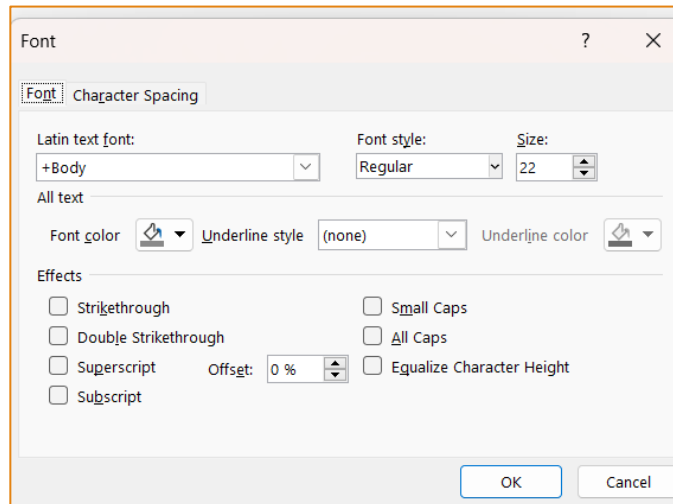 Font ?
Font Character Spacing
Latin text font: Font style: Size:
+Body Regular 22
All text
Font color Underline style (none) Underline color
Effects
Strikethrough Small Caps
Double Strikethrough All Caps
Superscript Offset: 0 % Equalize Character Height
Subscript
OK Cancel